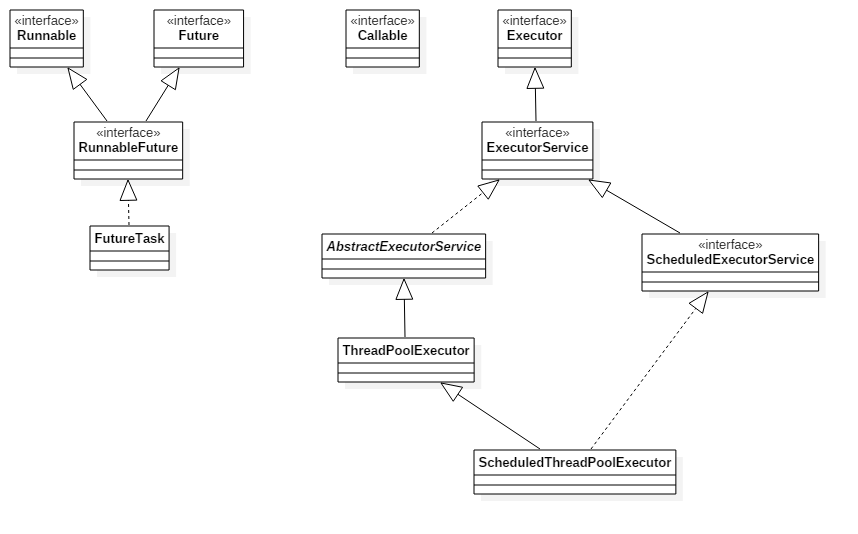 «interface»
Runnable
«interface»
Future
«interface»
Callable
«interface»
Executor
«interface»
RunnableFuture
«interface»
ExecutorService
FutureTask
AbstractExecutorService
«interface»
ScheduledExecutorService
ThreadPoolExecutor
ScheduledThreadPoolExecutor